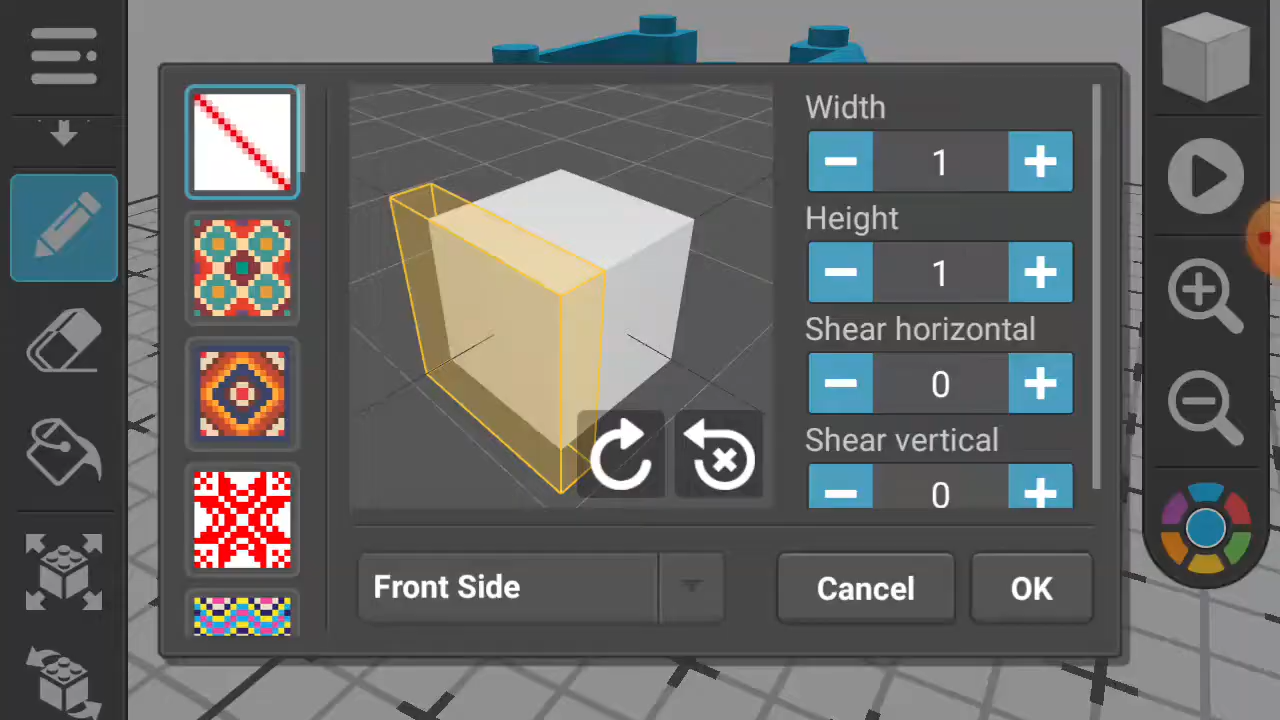 Width
1
Height
1
Shear horizontal
0
Shear vertical
0
Front Side
Cancel
OK